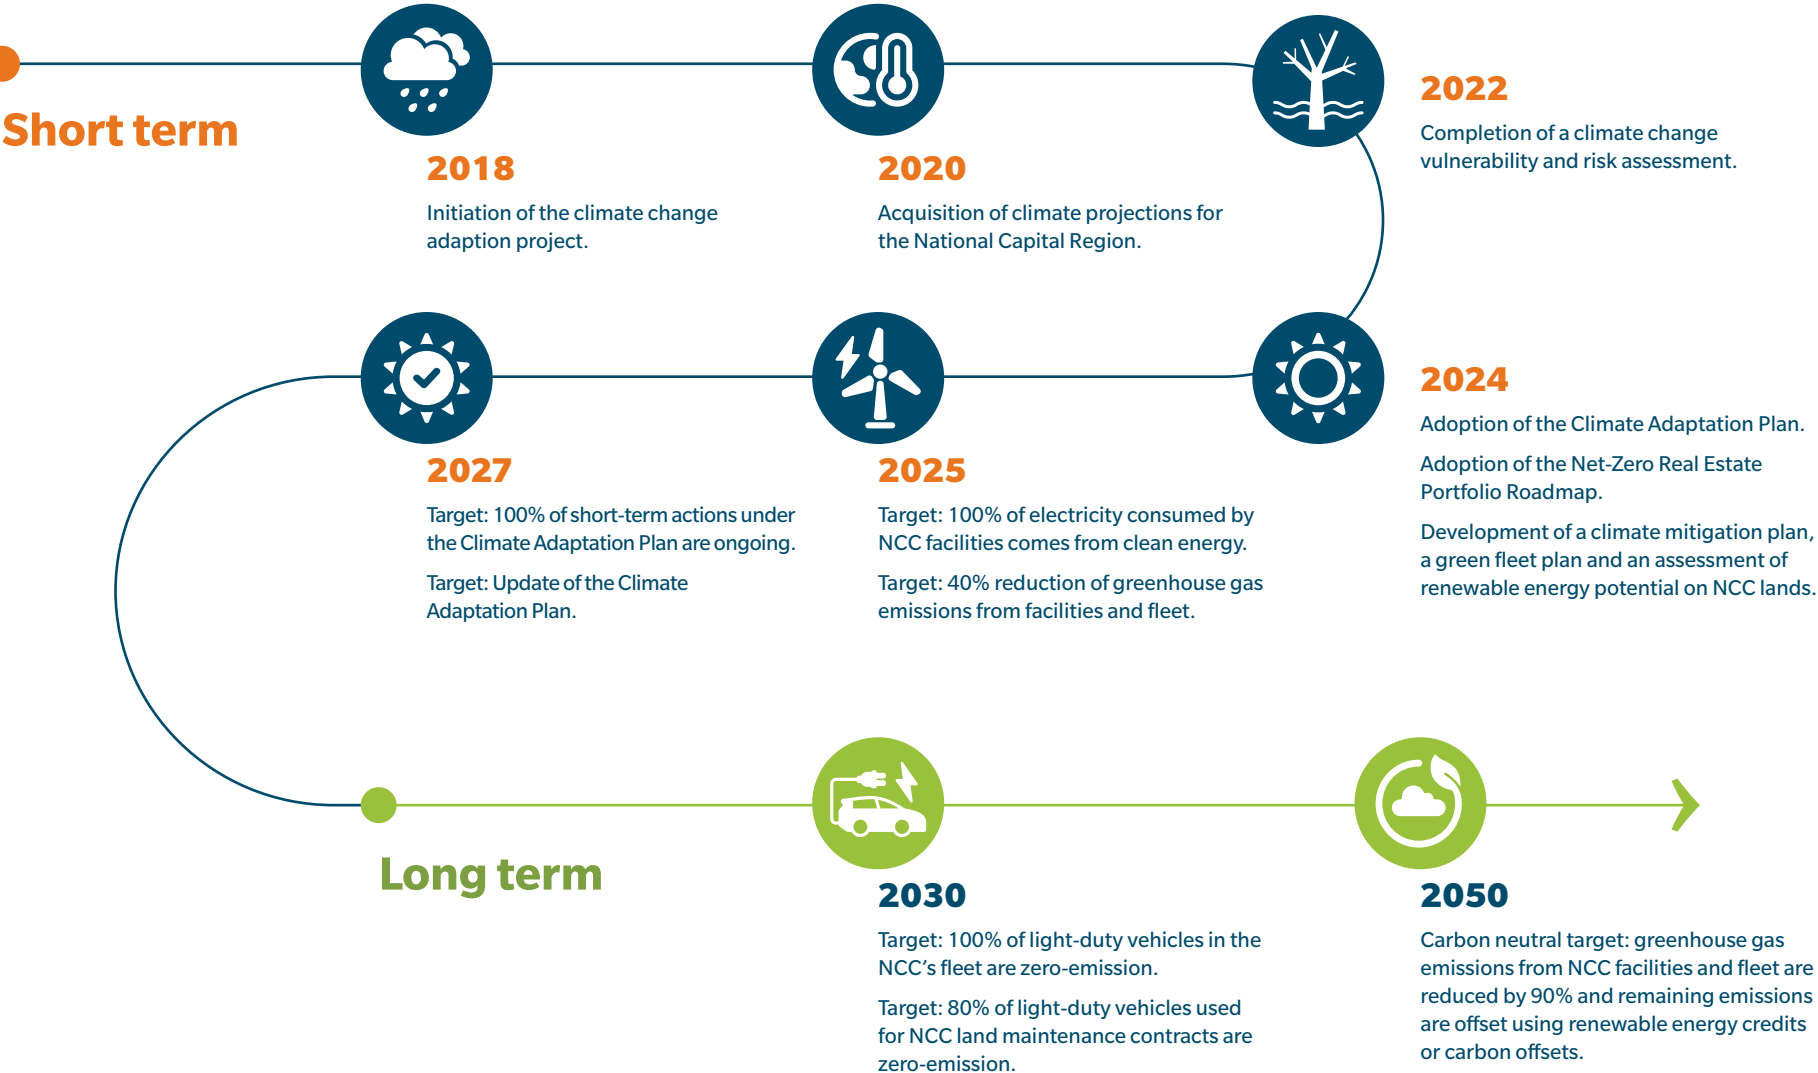 Short term
2018
Initiation of the climate change
adaption project.
2020
Acquisition of climate projections for
the National Capital Region.
2022
Completion of a climate change
vulnerability and risk assessment.
2024
Adoption of the Climate Adaptation Plan.
Adoption of the Net-Zero Real Estate
Portfolio Roadmap.
Development of a climate mitigation plan,
a green fleet plan and an assessment of
renewable energy potential on NCC lands.
2025
Target: 100% of electricity consumed by
NCC facilities comes from clean energy.
Target: 40% reduction of greenhouse gas
emissions from facilities and fleet.
2027
Target: 100% of short-term actions under
the Climate Adaptation Plan are ongoing.
Target: Update of the Climate
Adaptation Plan.
Long term
2030
Target: 100% of light-duty vehicles in the
NCC’s fleet are zero-emission.
Target: 80% of light-duty vehicles used
for NCC land maintenance contracts are
zero-emission.
2050
Carbon neutral target: greenhouse gas
emissions from NCC facilities and fleet are
reduced by 90% and remaining emissions
are offset using renewable energy credits
or carbon offsets.